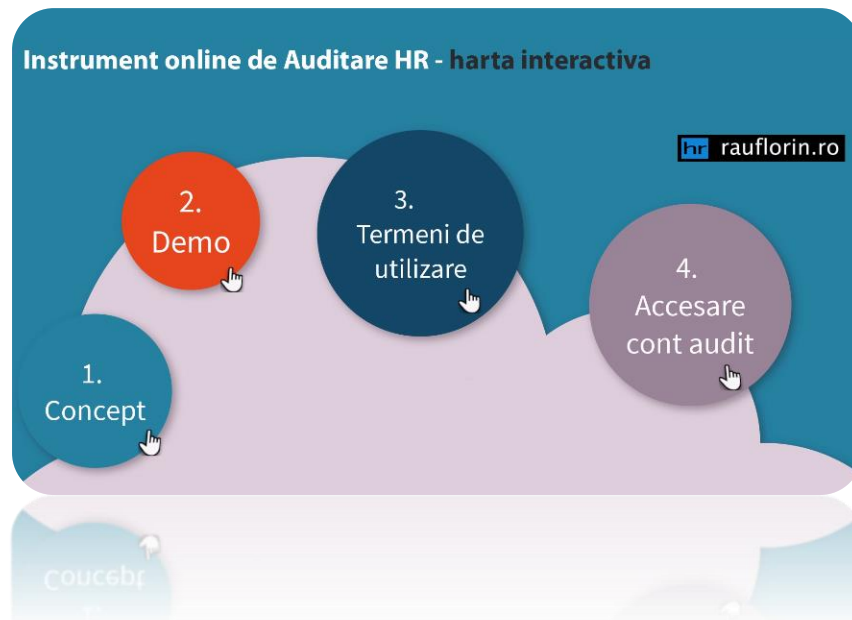 Instrument online de Auditare HR - harta interactiva
hr rauflorin.ro
2.
Demo
3.
Termeni de
utilizare
4.
Accesare
cont audit
1.
Concept